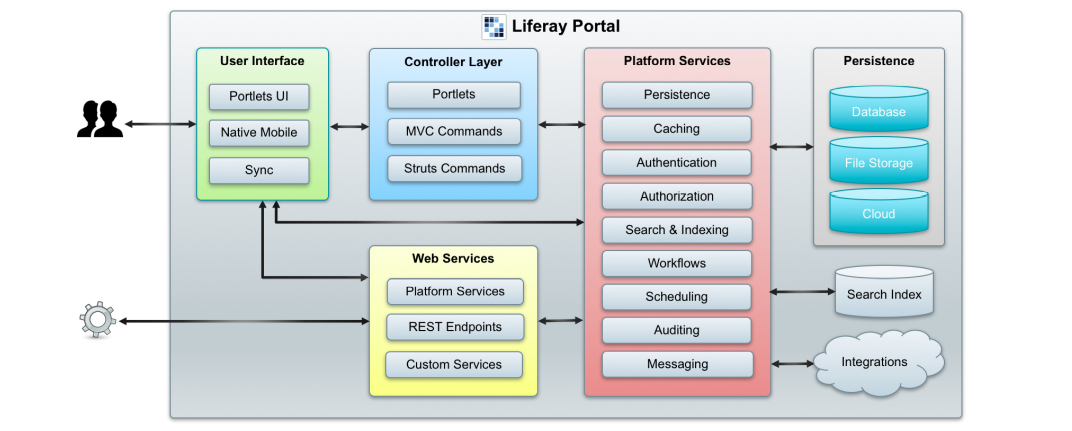 Liferay Portal
User Interface
Portlets UI
Native Mobile
Sync
Controller Layer
Portlets
MVC Commands
Struts Commands
Web Services
Platform Services
REST Endpoints
Custom Services
Platform Services
Persistence
Caching
Authentication
Authorization
Search & Indexing
Workflows
Scheduling
Auditing
Messaging
Persistence
Database
File Storage
Cloud
Search Index
Integrations